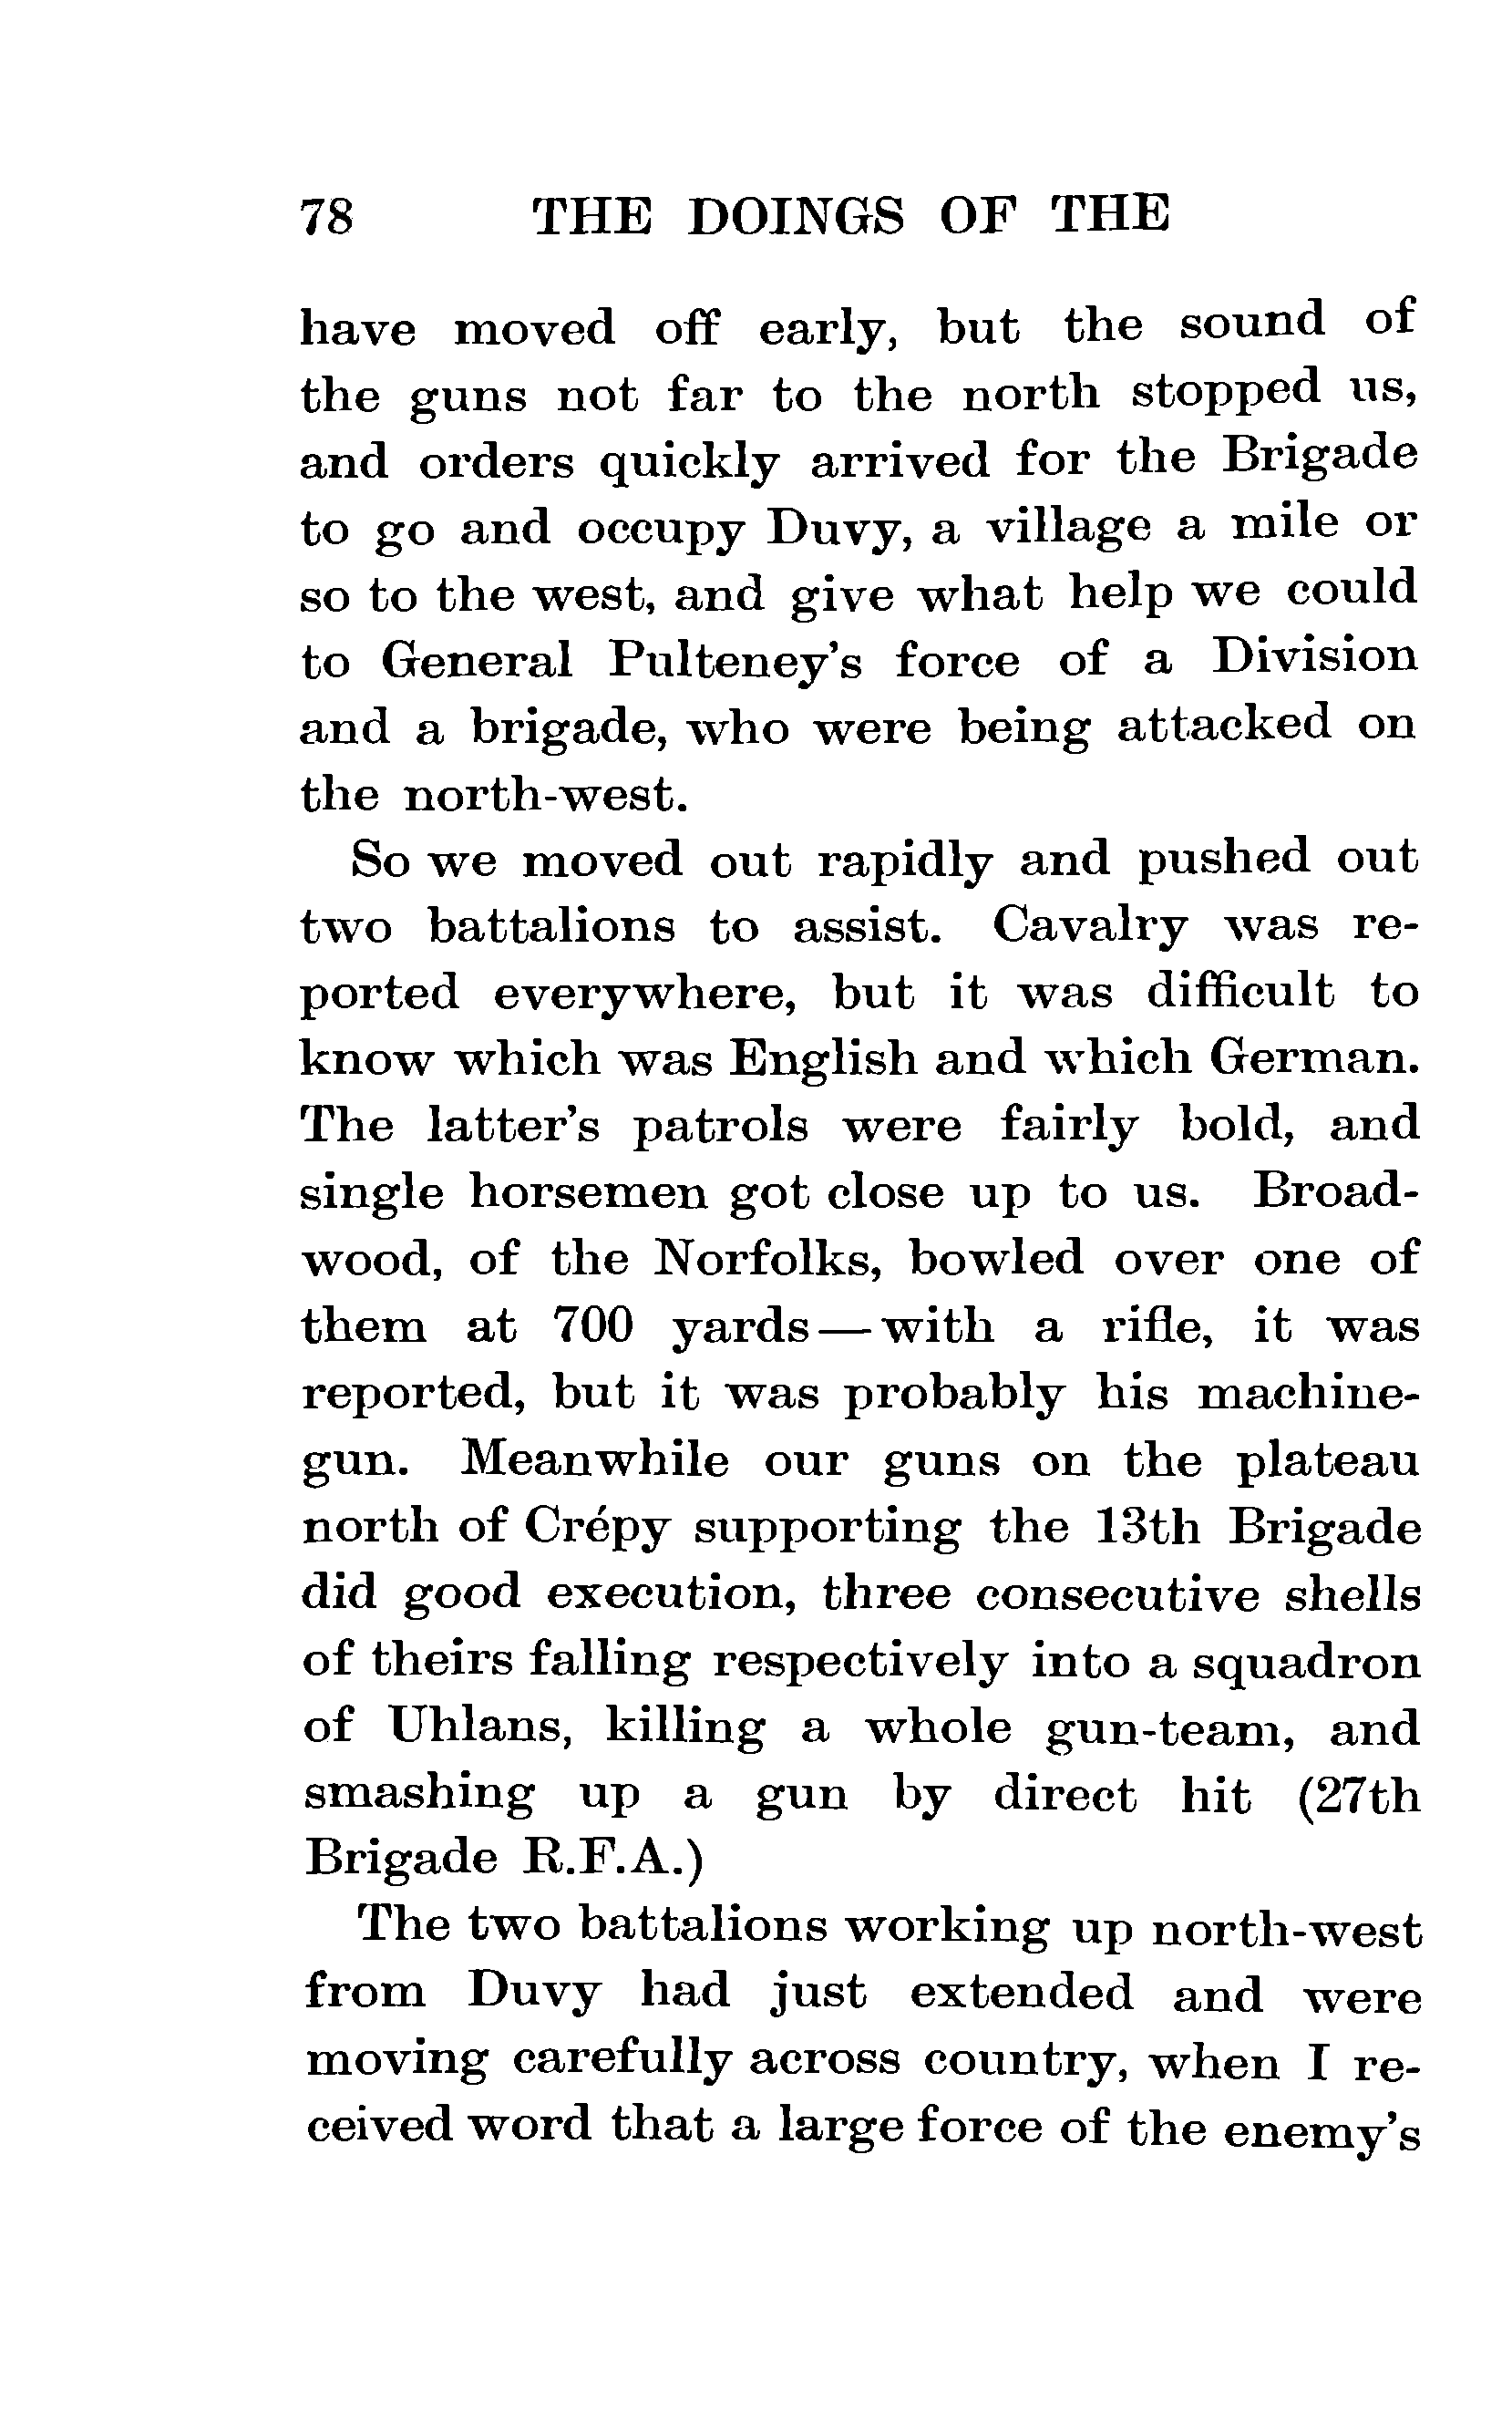 78 THE DOINGS OF THE
have moved off early, but the sound of
the guns not far to the north stopped us,
and orders quickly arrived for the Brigade
to go and occupy Duvy, a village a mile or
so to the west, and give what help we could
to General Pulteney's force of a Division
and a brigade, who were being attacked on
the north-west.
So we moved out rapidly and pushed out
two battalions to assist. Cavalry was re-
ported everywhere, but it was difficult to
know which was English and which German.
The latter's patrols were fairly bold, and
single horsemen got close up to us. Broad-
wood, of the Norfolks, bowled over one of
them at 700 yards—with a rifle, it was
reported, but it was probably his machine-
gun. Meanwhile our guns on the plateau
north of Crépy supporting the 13th Brigade
did good execution, three consecutive shells
of theirs falling respectively into a squadron
of Uhlans, killing a whole gun-team, and
smashing up a gun by direct hit (27th
Brigade R.F.A.)
The two battalions working up north-west
from Duvy had just extended and were
moving carefully across country, when I re-
ceived word that a large force of the enemy's